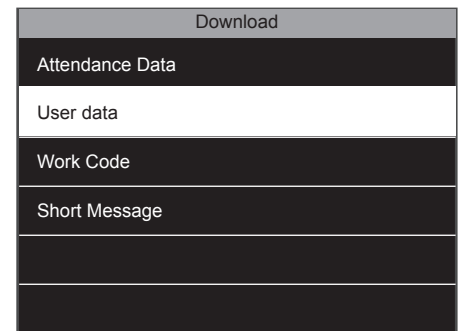 Download
Attendance Data
User data
Work Code
Short Message